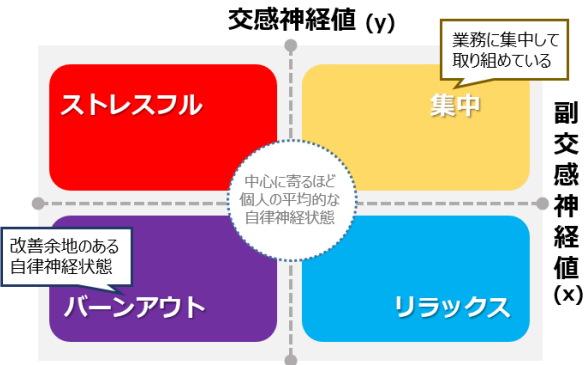 交感神経値 (y)
業務に集中して
取り組めている
ストレスフル
集中
副交感神経値(x)
中心に寄るほど
個人の平均的な
自律神経状態
改善余地のある
自律神経状態
バーンアウト
リラックス